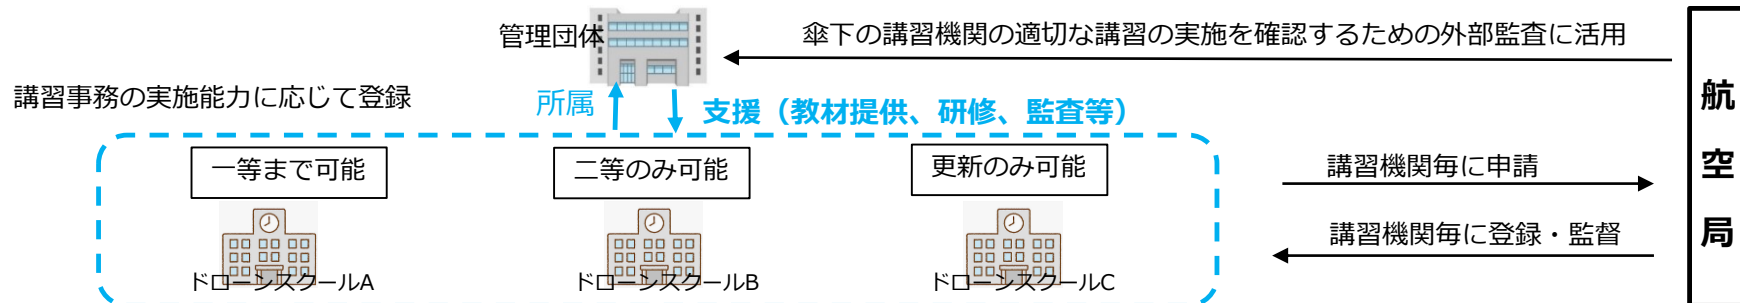 管理団体
傘下の講習機関の適切な講習の実施を確認するための外部監査に活用
講習事務の実施能力に応じて登録
所属
支援（教材提供、研修、監査等）
一等まで可能
二等のみ可能
更新のみ可能
講習機関毎に申請
講習機関毎に登録・監督
ドローンスクールA
ドローンスクールB
ドローンスクールC
航空局